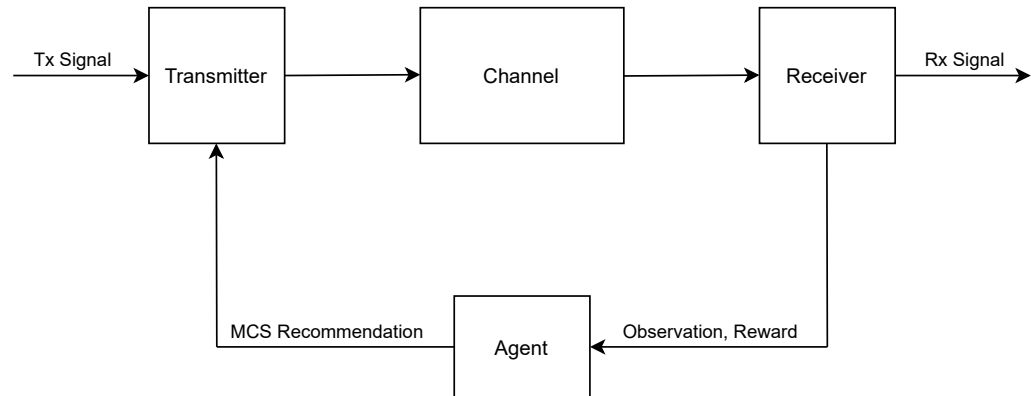 Tx Signal
Transmitter
Channel
Receiver
Rx Signal
MCS Recommendation
Agent
Observation, Reward